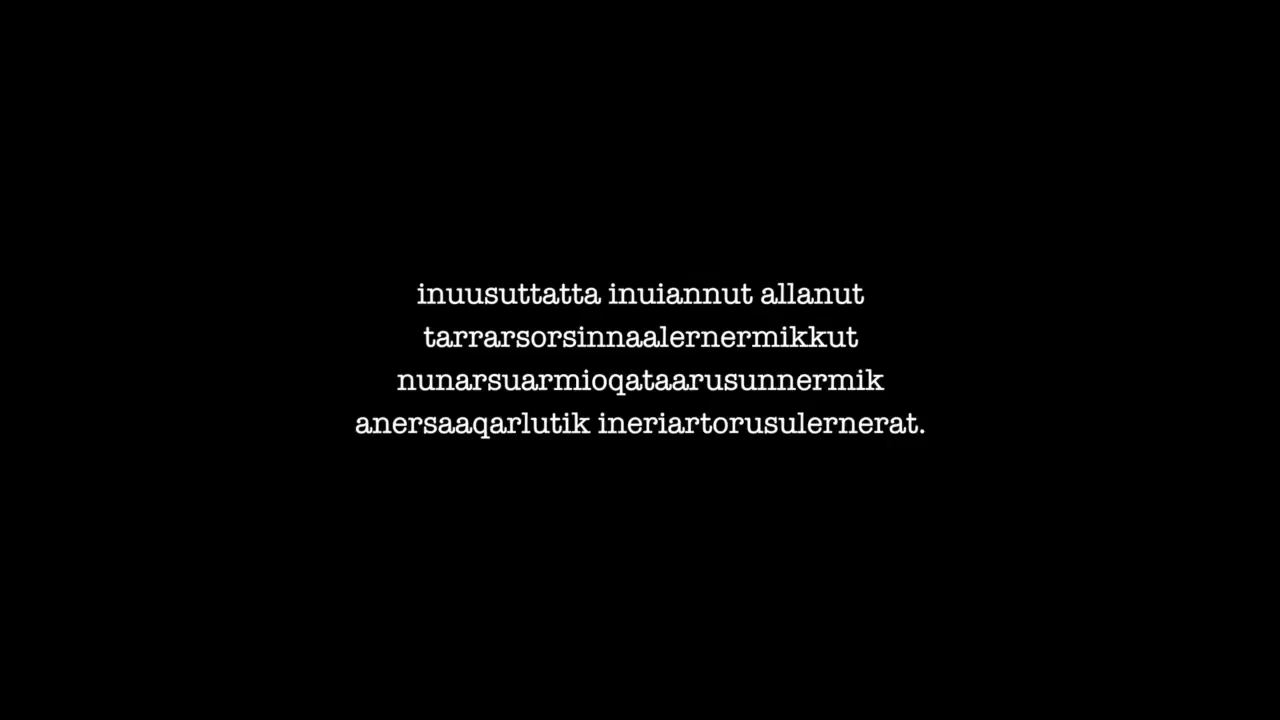 inuusuttatta inuiannut allanut
tarrarsorsinnaalernermikkut
nunarsuarmioqataarusunnermik
anersaaqarlutik ineriartorusulernerat.